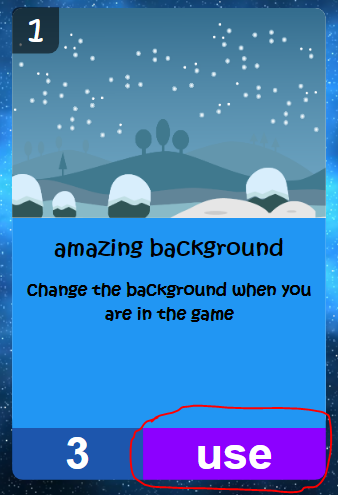 1
amazing background
Change the background when you
are in the game
3
use